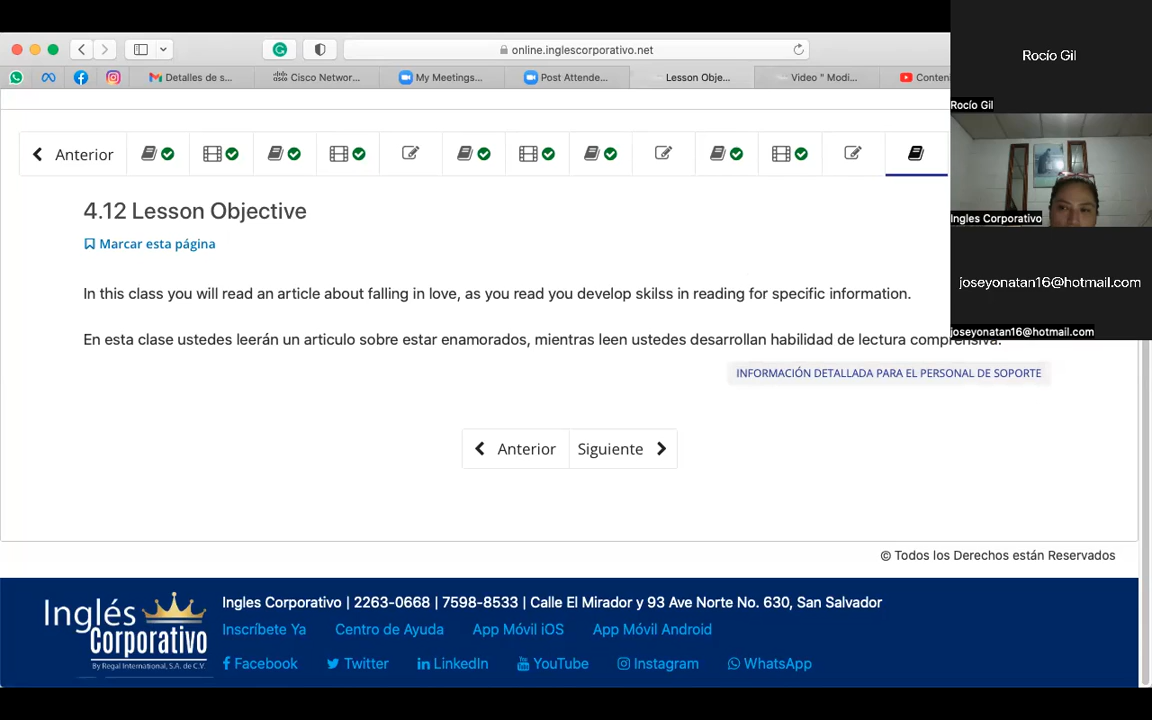 online.inglescorporativo.net
Rocío Gil
Detalles de s...
Cisco Networ...
My Meetings...
Post Attende...
Lesson Obje...
Video " Modi...
Conten
Rocío Gil
Anterior
4.12 Lesson Objective
Ingles Corporativo
Marcar esta página
joseyonatan16@hotmail.com
In this class you will read an article about falling in love, as you read you develop skilss in reading for specific information.
joseyonatan16@hotmail.com
En esta clase ustedes leerán un articulo sobre estar enamorados, mientras leen ustedes desarrollan habilidad de lectura comprensiva.
INFORMACIÓN DETALLADA PARA EL PERSONAL DE SOPORTE
Anterior Siguiente
© Todos los Derechos están Reservados
Inglés Corporativo
By Regal International, S.A. de C.V.
Ingles Corporativo | 2263-0668 | 7598-8533 | Calle El Mirador y 93 Ave Norte No. 630, San Salvador
Inscríbete Ya Centro de Ayuda App Móvil iOS App Móvil Android
Facebook Twitter LinkedIn YouTube Instagram WhatsApp